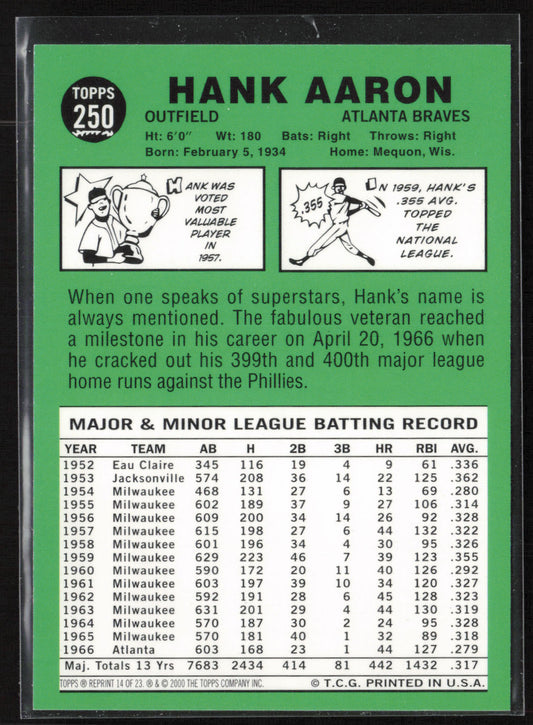 TOPPS
250
HANK AARON
OUTFIELD ATLANTA BRAVES
Ht: 6'0" Wt: 180 Bats: Right Throws: Right
Born: February 5, 1934 Home: Mequon, Wis.
HANK WAS
VOTED
MOST
VALUABLE
PLAYER
IN
1957.
.355
IN 1959, HANK'S
.355 AVG.
TOPPED
THE
NATIONAL
LEAGUE.
When one speaks of superstars, Hank's name is
always mentioned. The fabulous veteran reached
a milestone in his career on April 20, 1966 when
he cracked out his 399th and 400th major league
home runs against the Phillies.
MAJOR & MINOR LEAGUE BATTING RECORD
YEAR TEAM AB H 2B 3B HR RBI AVG.
1952 Eau Claire 345 116 19 4 9 61 .336
1953 Jacksonville 574 208 36 14 22 125 .362
1954 Milwaukee 468 131 27 6 13 69 .280
1955 Milwaukee 602 189 37 9 27 106 .314
1956 Milwaukee 609 200 34 14 26 92 .328
1957 Milwaukee 615 198 27 6 44 132 .322
1958 Milwaukee 601 196 34 4 30 95 .326
1959 Milwaukee 629 223 46 7 39 123 .355
1960 Milwaukee 590 172 20 11 40 126 .292
1961 Milwaukee 603 197 39 10 34 120 .327
1962 Milwaukee 592 191 28 6 45 128 .323
1963 Milwaukee 631 201 29 4 44 130 .319
1964 Milwaukee 570 187 30 2 24 95 .328
1965 Milwaukee 570 181 40 1 32 89 .318
1966 Atlanta 603 168 23 1 44 127 .279
Maj. Totals 13 Yrs 7683 2434 414 81 442 1432 .317
TOPPS ® REPRINT 14 OF 23. ® & © 2000 THE TOPPS COMPANY INC. © T.C.G. PRINTED IN U.S.A.